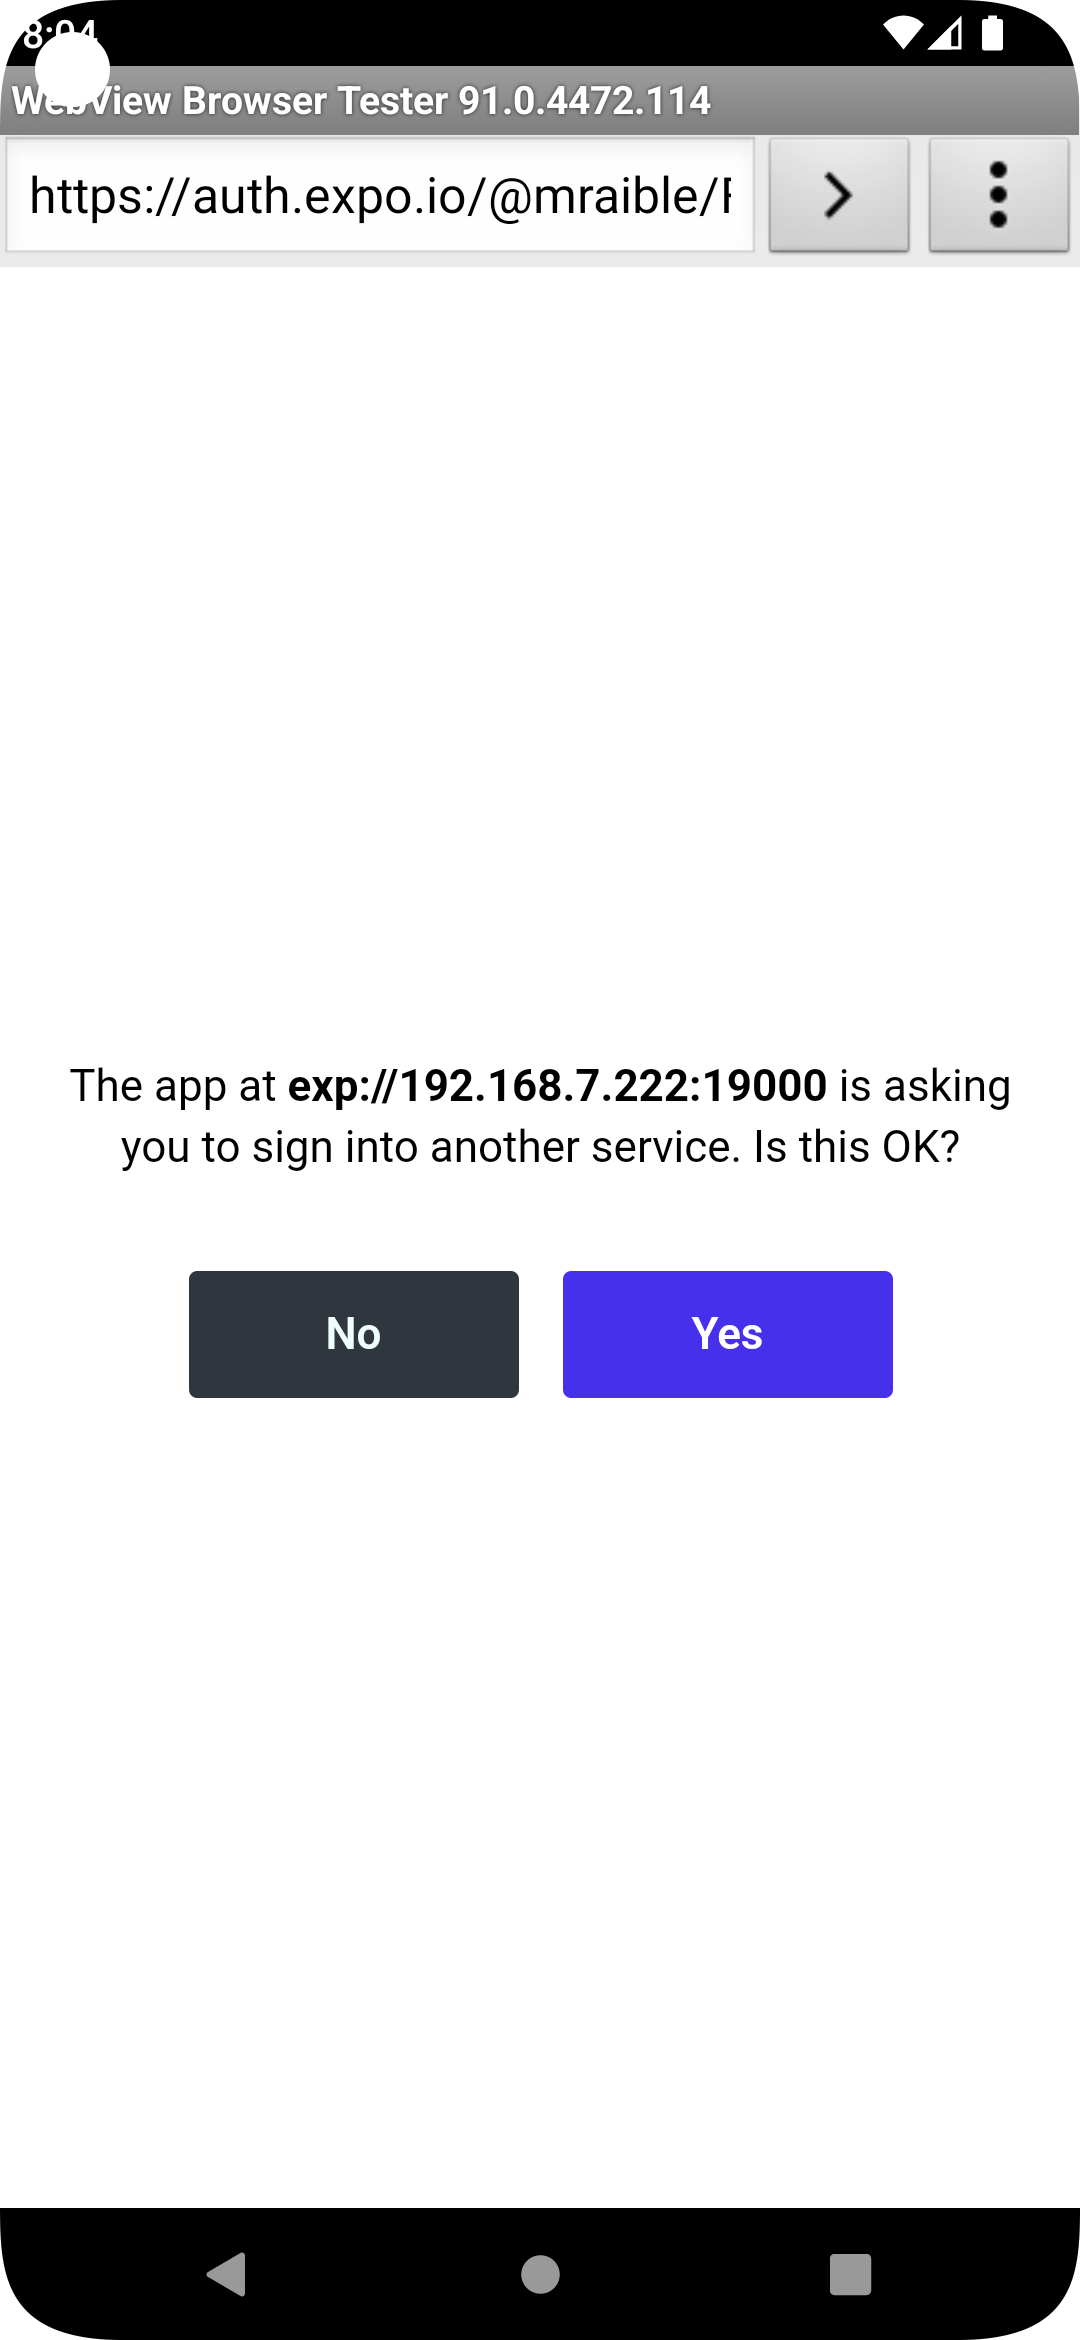 8:04
WebView Browser Tester 91.0.4472.114
https://auth.expo.io/@mraible/
The app at exp://192.168.7.222:19000 is asking
you to sign into another service. Is this OK?
No
Yes